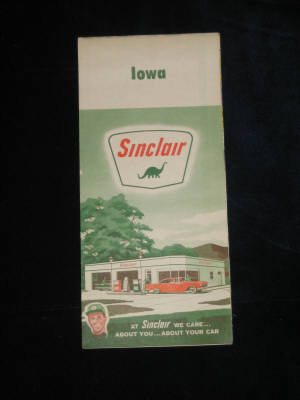 Iowa
Sinclair
AT Sinclair WE CARE...
ABOUT YOU...ABOUT YOUR CAR